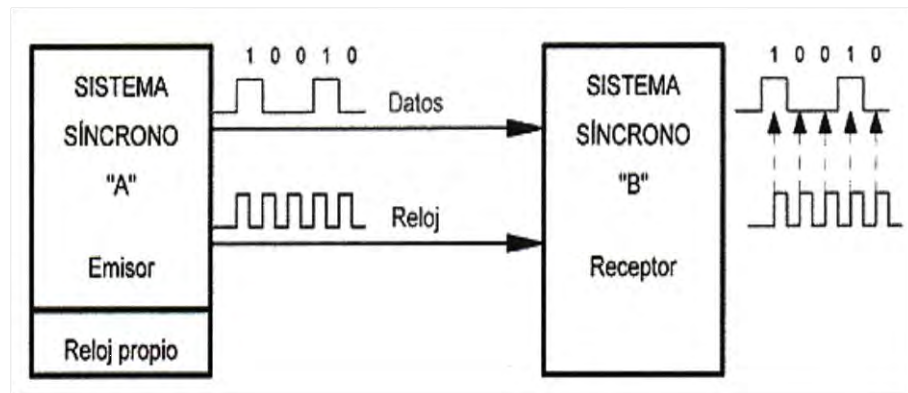 SISTEMA
SÍNCRONO
"A"
Emisor
Reloj propio
1 0 0 1 0
Datos
Reloj
SISTEMA
SÍNCRONO
"B"
Receptor
1 0 0 1 0